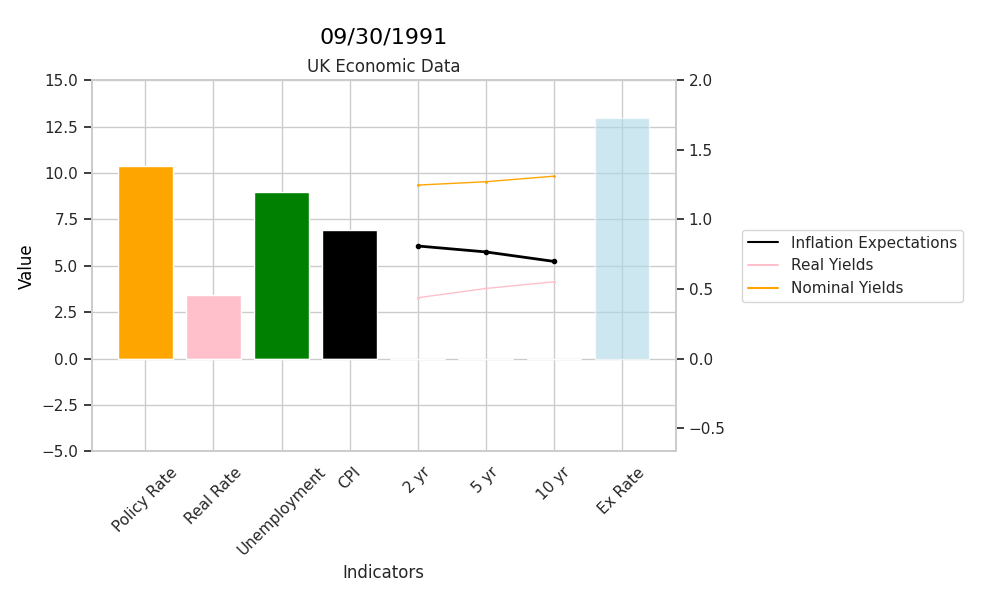 09/30/1991
UK Economic Data
15.0
12.5
10.0
7.5
5.0
2.5
0.0
−2.5
−5.0
Value
2.0
1.5
1.0
0.5
0.0
−0.5
Inflation Expectations
Real Yields
Nominal Yields
Policy Rate
Real Rate
Unemployment
CPI
2 yr
5 yr
10 yr
Ex Rate
Indicators